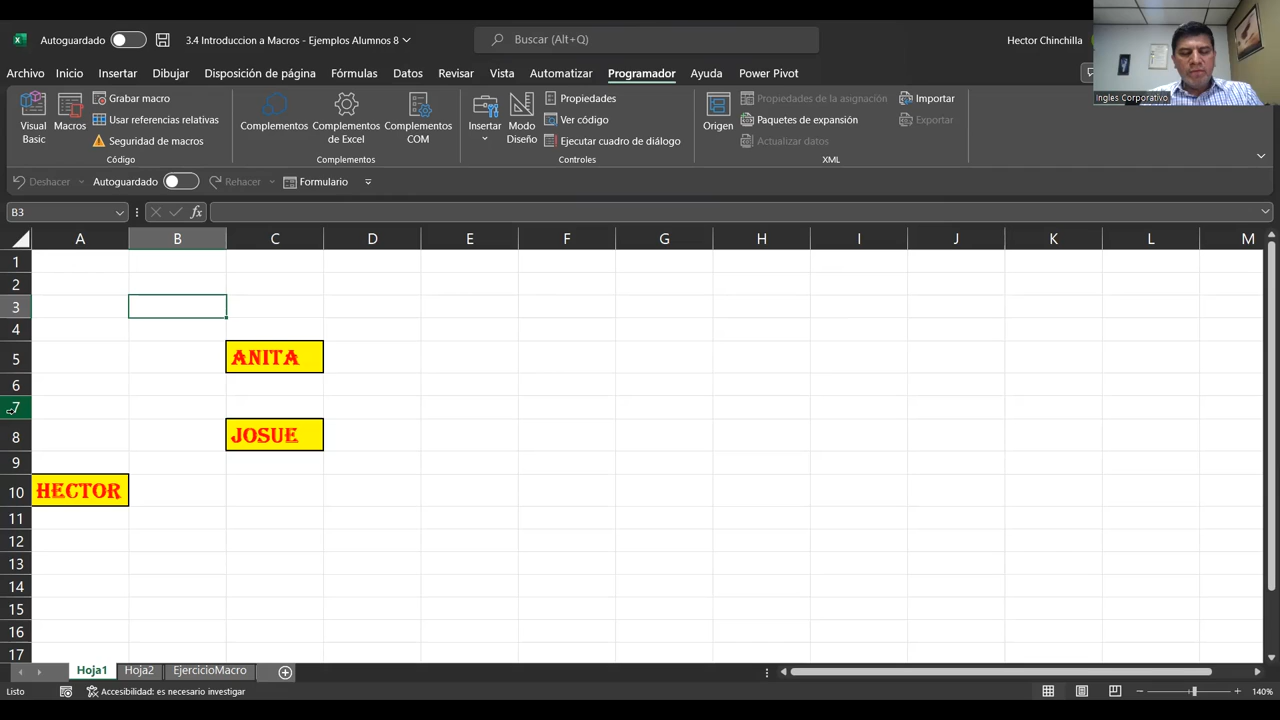 Autoguardado
3.4 Introduccion a Macros - Ejemplos Alumnos 8
Buscar (Alt+Q)
Hector Chinchilla
Ingles Corporativo
Archivo Inicio Insertar Dibujar Disposición de página Fórmulas Datos Revisar Vista Automatizar Programador Ayuda Power Pivot
Visual Basic
Macros
Grabar macro
Usar referencias relativas
Seguridad de macros
Código
Complementos
Complementos de Excel
Complementos COM
Complementos
Insertar
Modo Diseño
Propiedades
Ver código
Ejecutar cuadro de diálogo
Controles
Origen
Propiedades de la asignación
Paquetes de expansión
Actualizar datos
Importar
Exportar
XML
Deshacer Autoguardado Rehacer Formulario
B3 fx
A B C D E F G H I J K L M
1
2
3
4
5 ANITA
6
7
8 JOSUE
9
10 HECTOR
11
12
13
14
15
16
17
Hoja1 Hoja2 EjercicioMacro
Listo Accesibilidad: es necesario investigar 140%